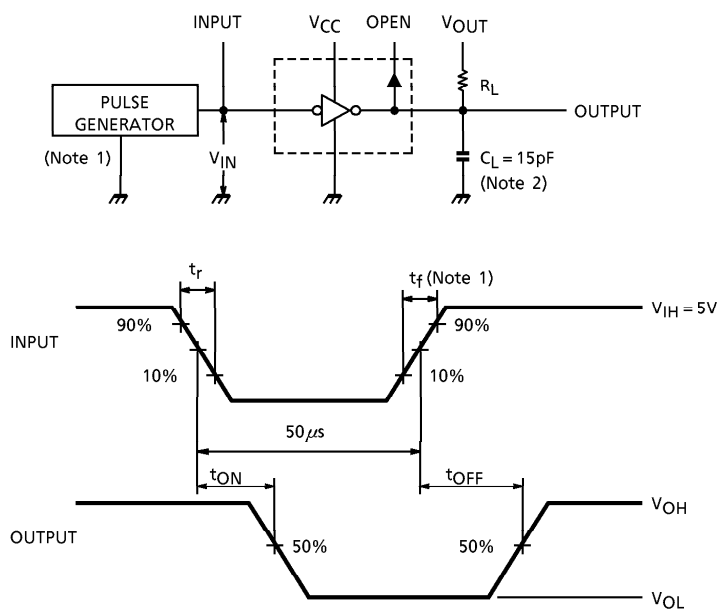 INPUT
VCC
OPEN
VOUT
PULSE
GENERATOR
(Note 1)
VIN
RL
OUTPUT
CL = 15pF
(Note 2)
tr
tf (Note 1)
VIH = 5V
90%
90%
INPUT
10%
10%
50μs
tON
tOFF
VOH
OUTPUT
50%
50%
VOL